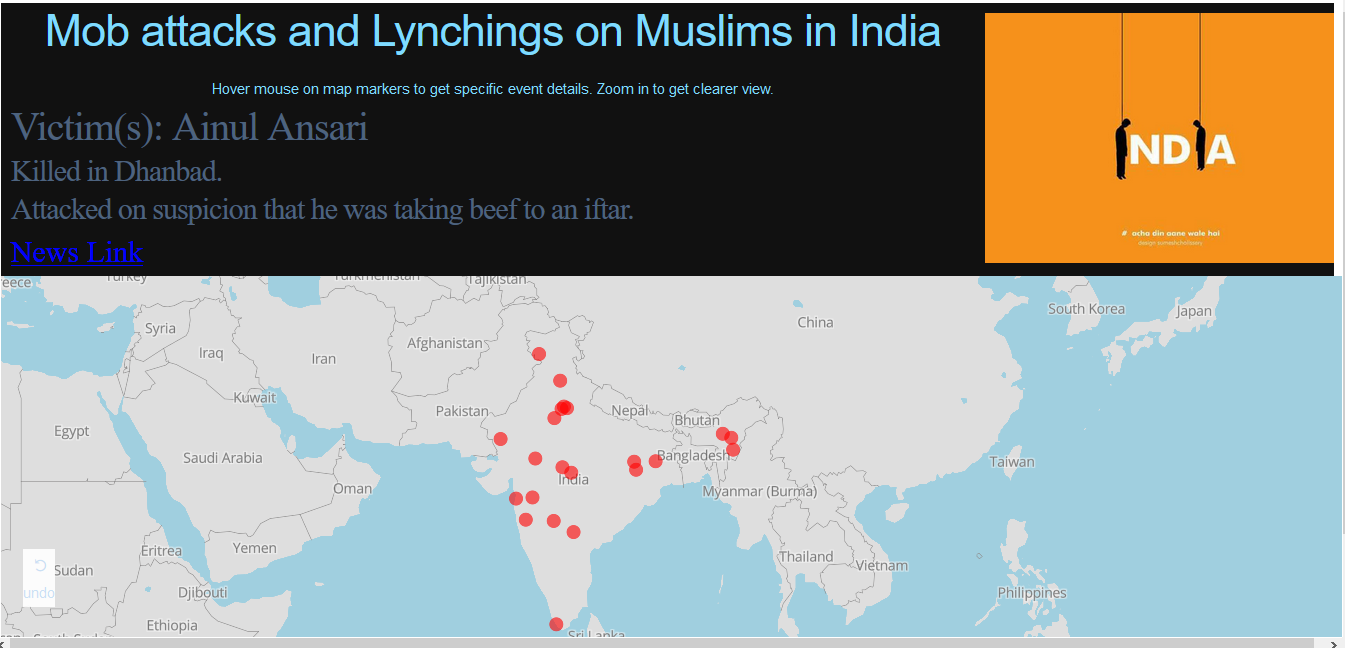 Mob attacks and Lynchings on Muslims in India
Hover mouse on map markers to get specific event details. Zoom in to get clearer view.
Victim(s): Ainul Ansari
Killed in Dhanbad.
Attacked on suspicion that he was taking beef to an iftar.
News Link
INDIA
# acha din aane wale hai
Turkey
Turkmenistan
Tajikistan
Syria
Iraq
Iran
Afghanistan
China
South Korea
Japan
Kuwait
Pakistan
Nepal
Bhutan
Egypt
Saudi Arabia
Bangladesh
Taiwan
Oman
India
Myanmar (Burma)
Eritrea
Yemen
Thailand
Vietnam
Sudan
Djibouti
Philippines
undo
Ethiopia
Sri Lanka